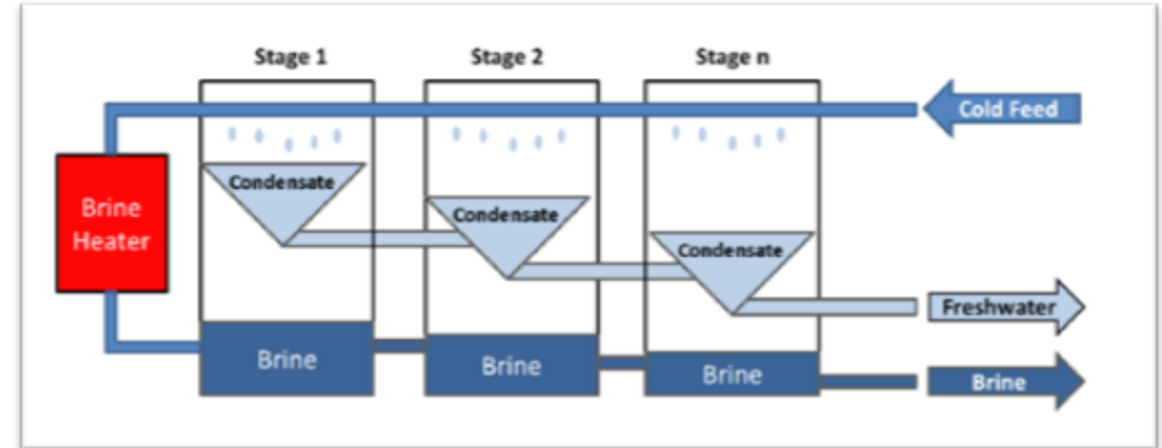 Stage 1
Stage 2
Stage n
Cold Feed
Condensate
Condensate
Condensate
Brine
Heater
Freshwater
Brine
Brine
Brine
Brine